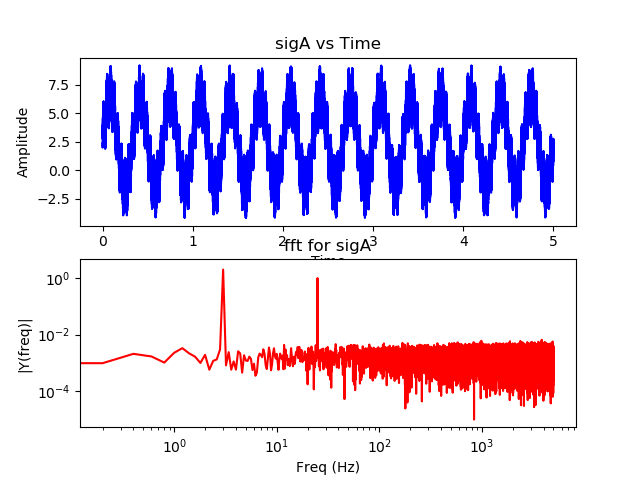 sigA vs Time
Amplitude
7.5
5.0
2.5
0.0
−2.5
0 1 2 3 4 5
Time
fft for sigA
|Y(freq)|
10⁰
10⁻²
10⁻⁴
10⁰ 10¹ 10² 10³
Freq (Hz)